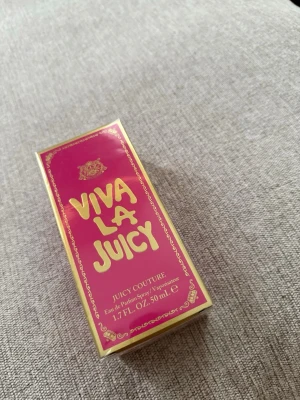 VIVA
LA
JUICY
JUICY COUTURE
Eau de Parfum Spray / Vaporisateur
1.7 FL. OZ. 50 mL ℮